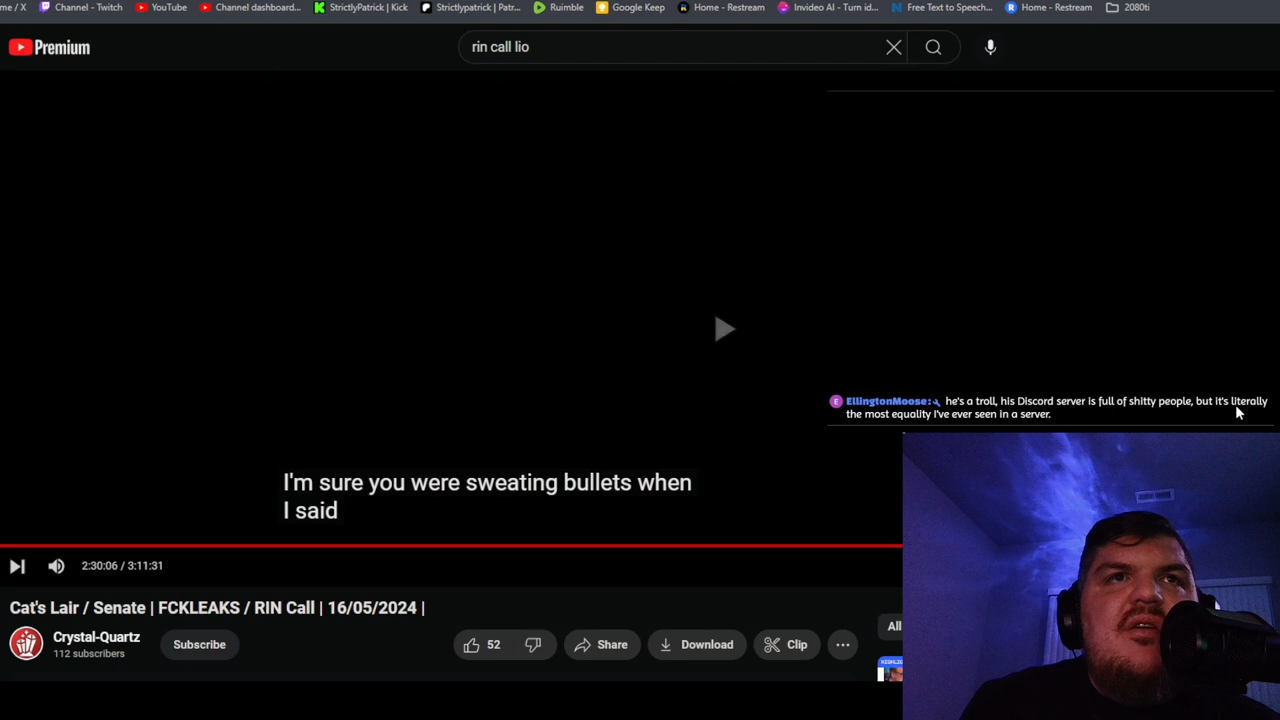 me / X Channel - Twitch YouTube Channel dashboard... StrictlyPatrick | Kick Strictlypatrick | Patr... Rumble Google Keep Home - Restream Invideo AI - Turn id... Free Text to Speech... Home - Restream 2080ti
Premium
rin call lio
EllingtonMoose: he's a troll, his Discord server is full of shitty people, but it's literally
the most equality I've ever seen in a server.
I'm sure you were sweating bullets when
I said
2:30:06 / 3:11:31
Cat's Lair / Senate | FCKLEAKS / RIN Call | 16/05/2024 |
All
Crystal-Quartz
112 subscribers
Subscribe
52
Share
Download
Clip